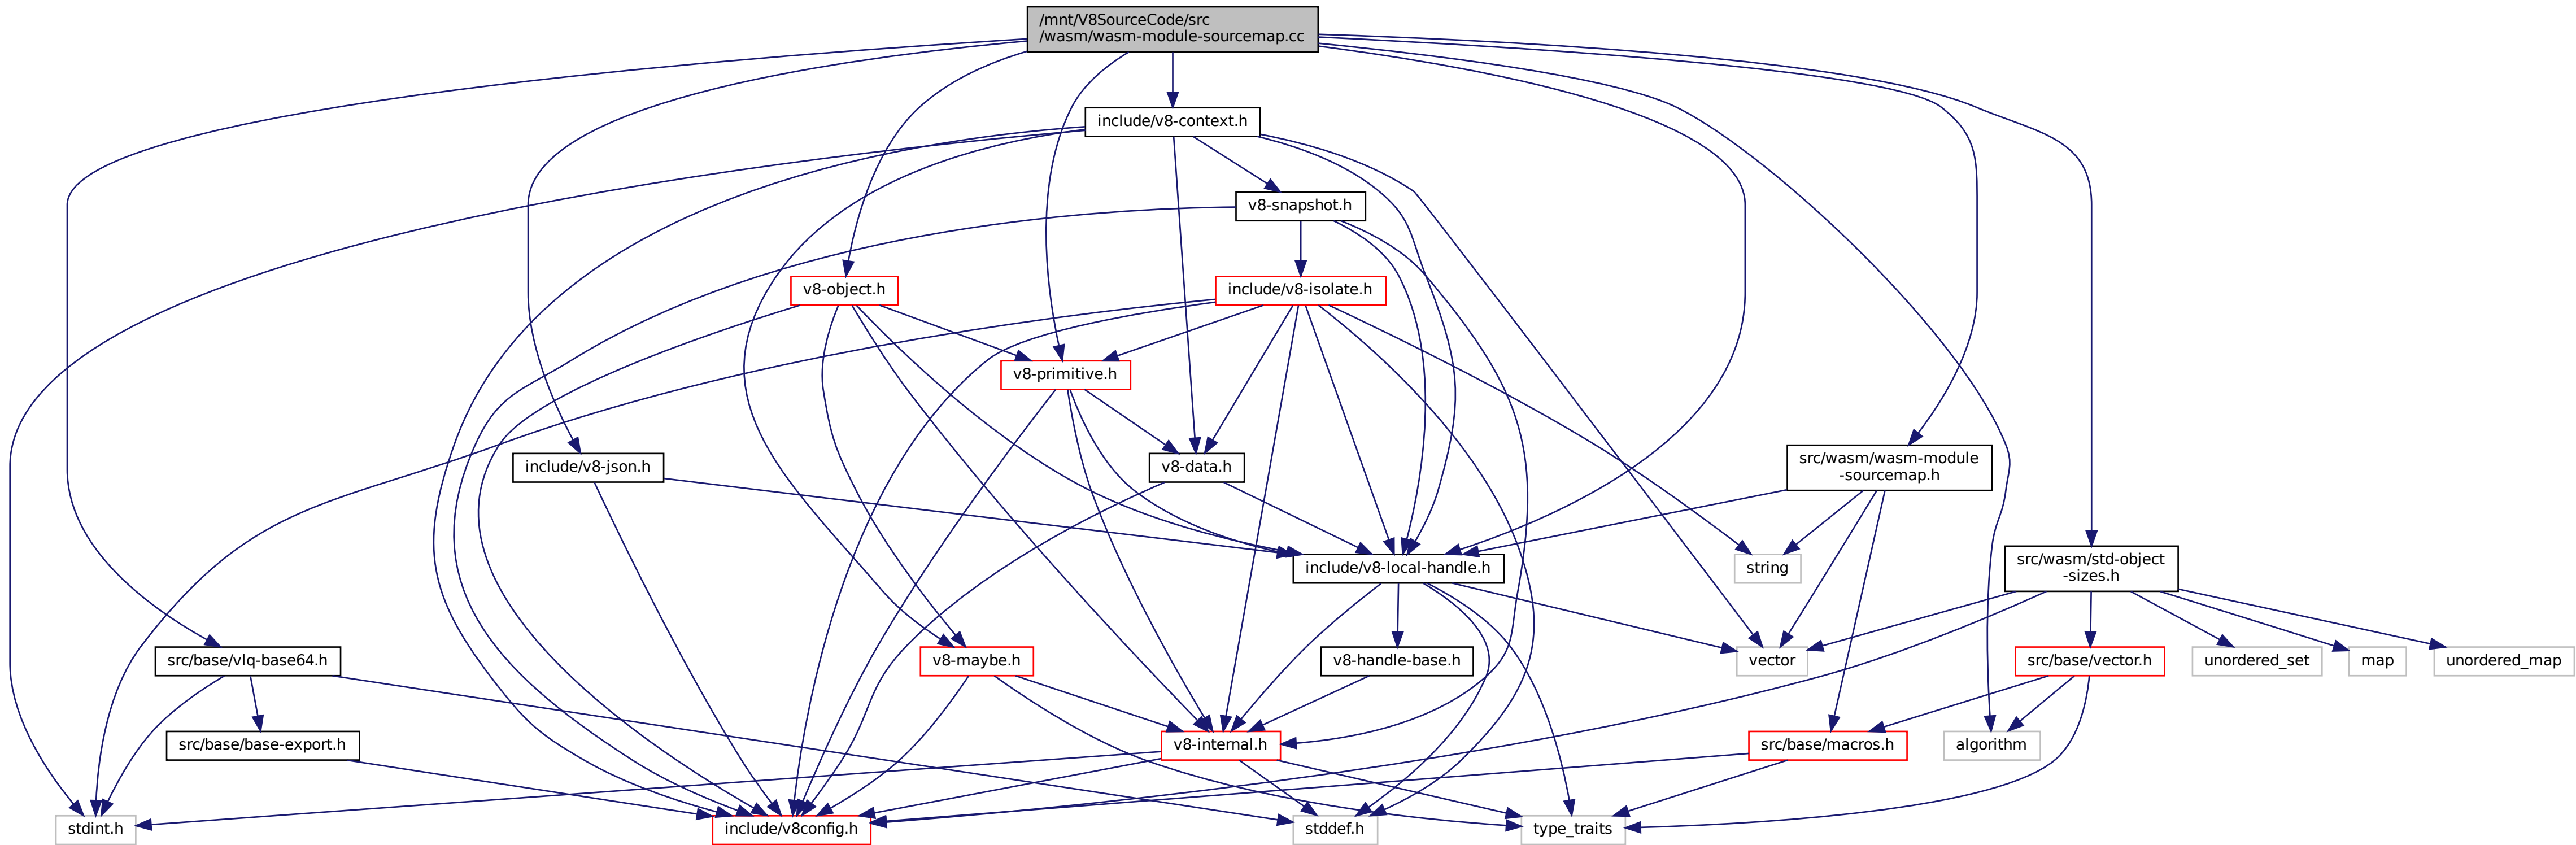 /mnt/V8SourceCode/src
/wasm/wasm-module-sourcemap.cc
include/v8-context.h
v8-snapshot.h
v8-object.h
include/v8-isolate.h
v8-primitive.h
include/v8-json.h
v8-data.h
src/wasm/wasm-module
-sourcemap.h
include/v8-local-handle.h
string
src/wasm/std-object
-sizes.h
src/base/vlq-base64.h
v8-maybe.h
v8-handle-base.h
vector
src/base/vector.h
unordered_set
map
unordered_map
src/base/base-export.h
v8-internal.h
src/base/macros.h
algorithm
stdint.h
include/v8config.h
stddef.h
type_traits